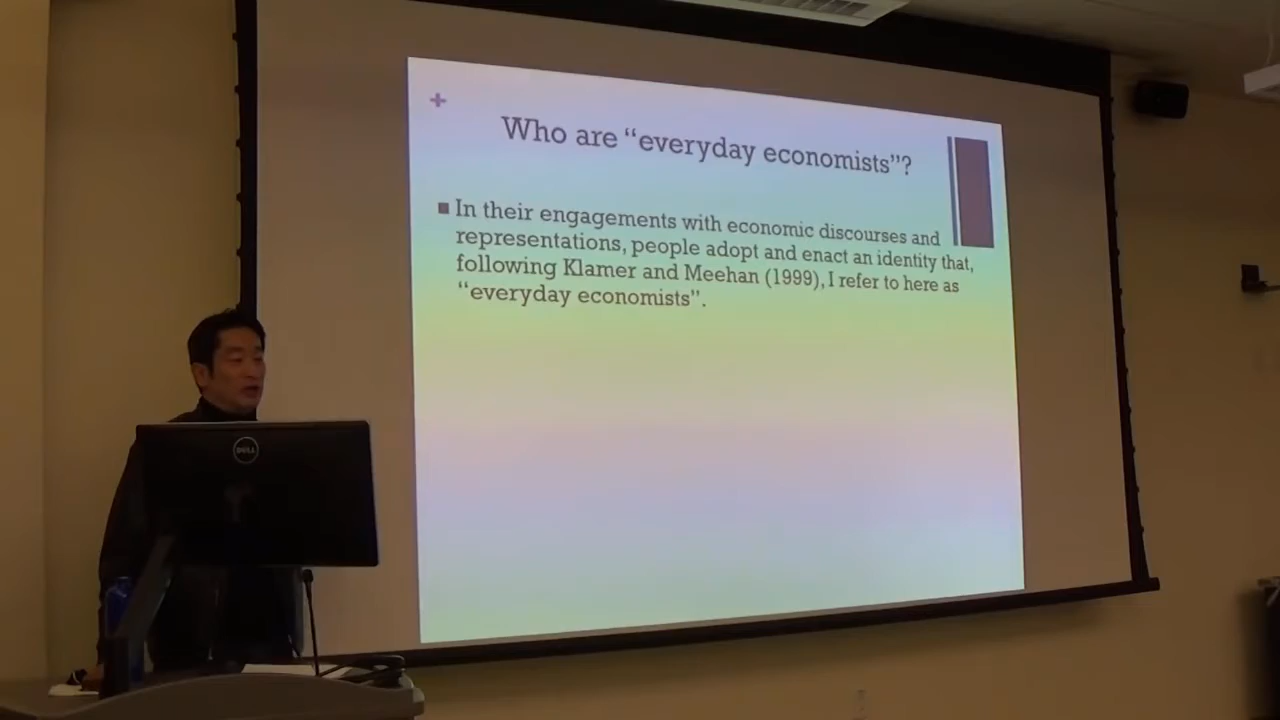 +
Who are “everyday economists”?
■ In their engagements with economic discourses and
representations, people adopt and enact an identity that,
following Klamer and Meehan (1999), I refer to here as
“everyday economists”.
DELL